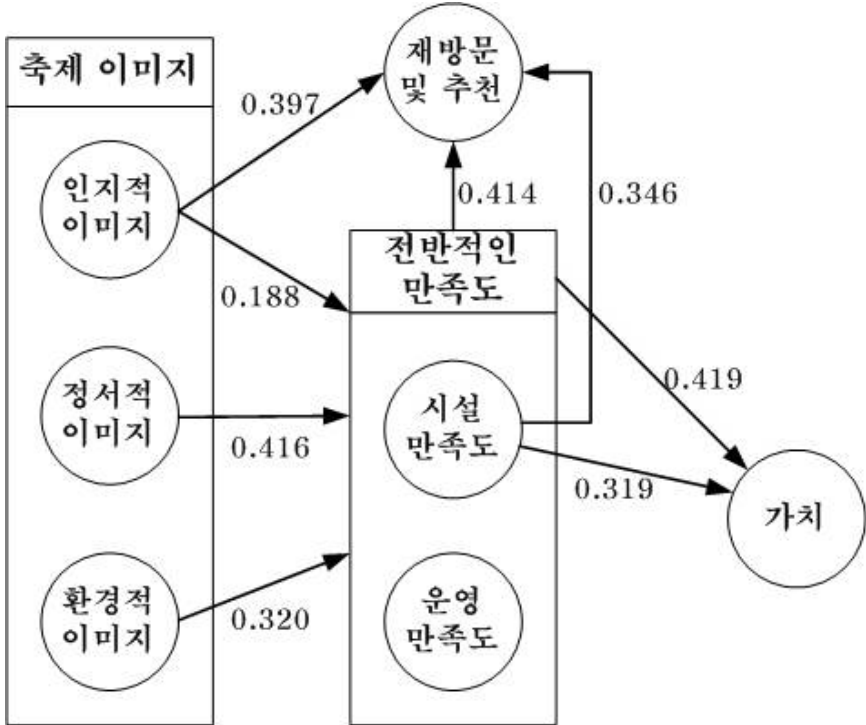 축제 이미지
재방문
및 추천
0.397
인지적
이미지
0.414
0.346
전반적인
만족도
0.188
정서적
이미지
0.416
시설
만족도
0.419
0.319
가치
환경적
이미지
0.320
운영
만족도